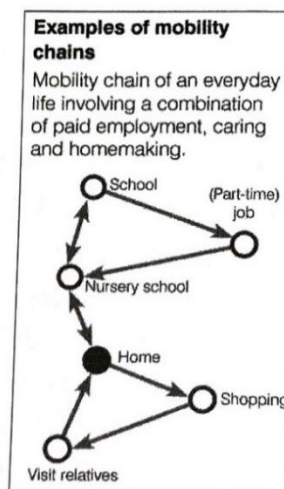 Examples of mobility
chains
Mobility chain of an everyday
life involving a combination
of paid employment, caring
and homemaking.
School
(Part-time)
job
Nursery school
Home
Shopping
Visit relatives